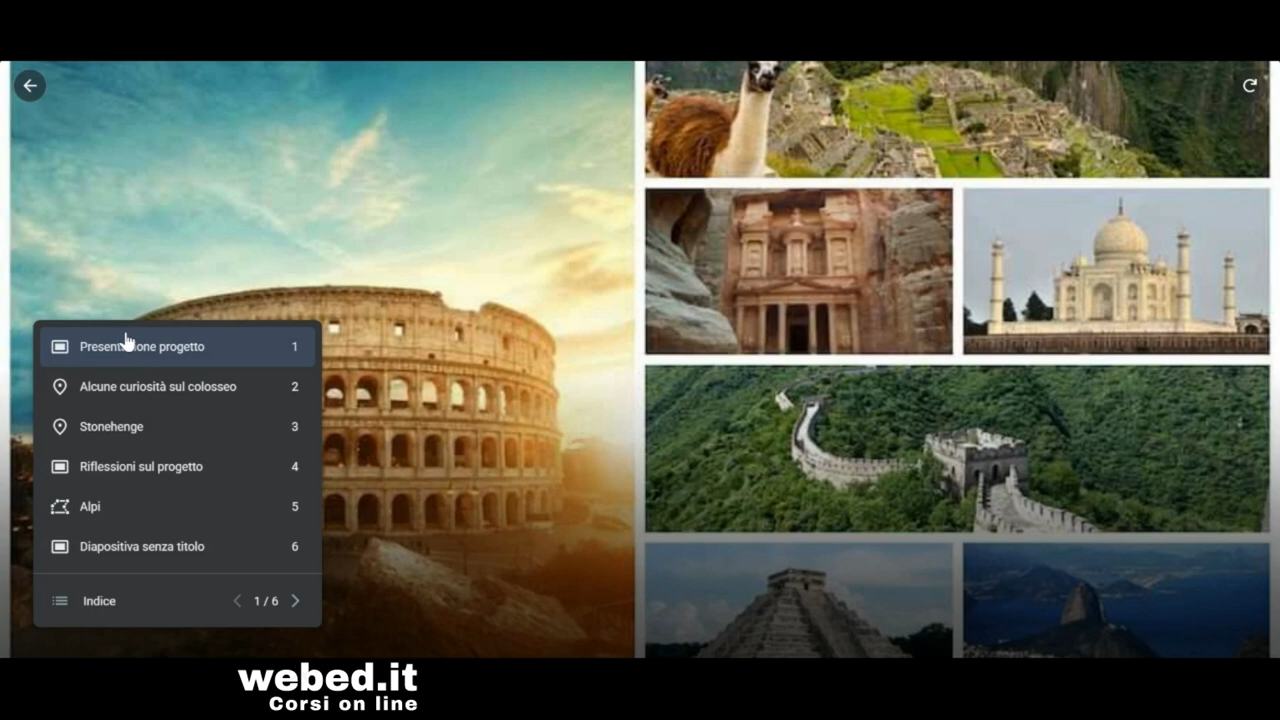 Presentazione progetto 1
Alcune curiosità sul colosseo 2
Stonehenge 3
Riflessioni sul progetto 4
Alpi 5
Diapositiva senza titolo 6
Indice 1 / 6
webed.it
Corsi on line